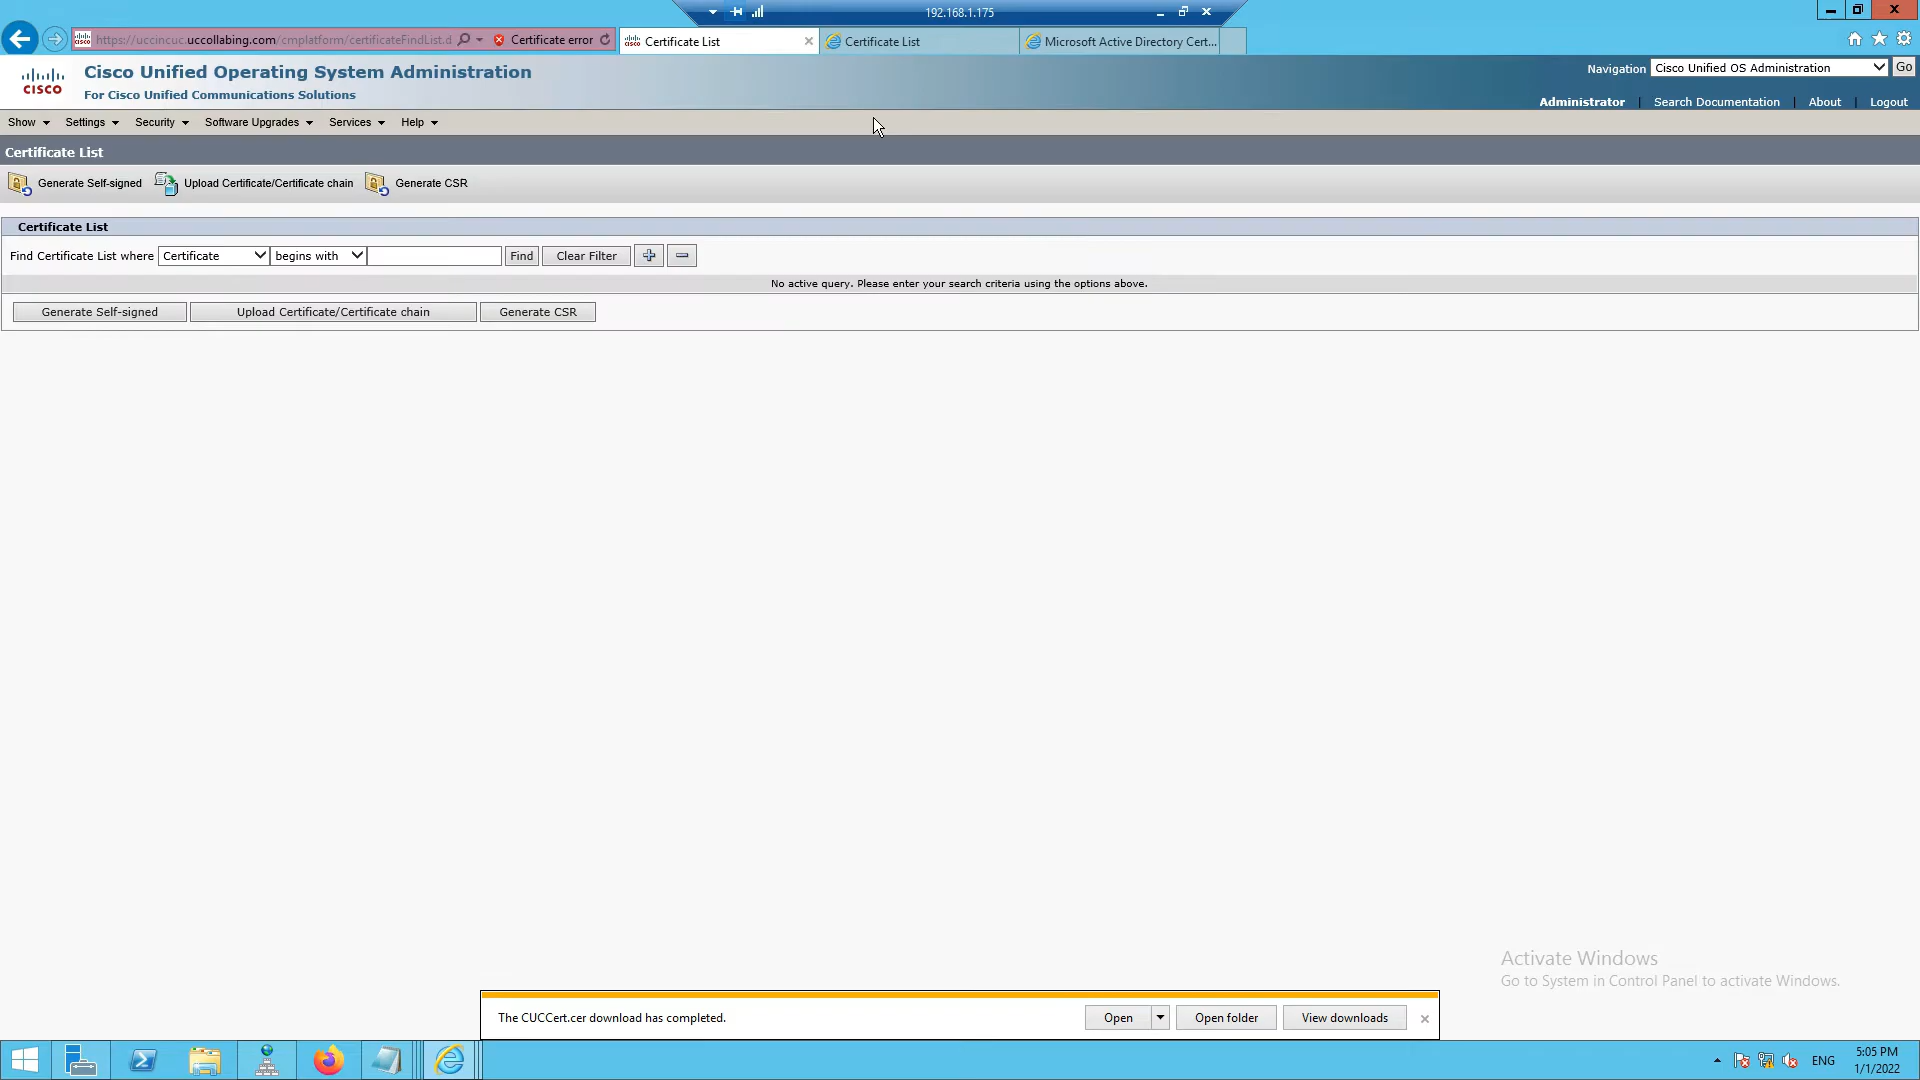 192.168.1.175
https://uccincuc.uccollabing.com/cmplatform/certificateFindList.d Certificate error Certificate List Certificate List Microsoft Active Directory Cert...
cisco
Cisco Unified Operating System Administration
For Cisco Unified Communications Solutions
Navigation Cisco Unified OS Administration Go
Administrator | Search Documentation | About | Logout
Show Settings Security Software Upgrades Services Help
Certificate List
Generate Self-signed Upload Certificate/Certificate chain Generate CSR
Certificate List
Find Certificate List where Certificate begins with Find Clear Filter
No active query. Please enter your search criteria using the options above.
Generate Self-signed Upload Certificate/Certificate chain Generate CSR
Activate Windows
Go to System in Control Panel to activate Windows.
The CUCCert.cer download has completed. Open Open folder View downloads
ENG
5:05 PM
1/1/2022